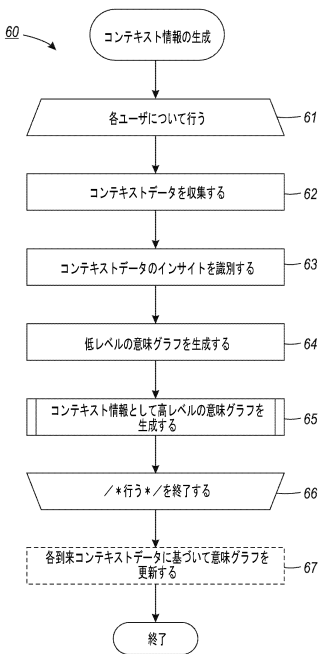 60
コンテキスト情報の生成
各ユーザについて行う
61
コンテキストデータを収集する
62
コンテキストデータのインサイトを識別する
63
低レベルの意味グラフを生成する
64
コンテキスト情報として高レベルの意味グラフを
生成する
65
/*行う*/を終了する
66
各到来コンテキストデータに基づいて意味グラフを
更新する
67
終了